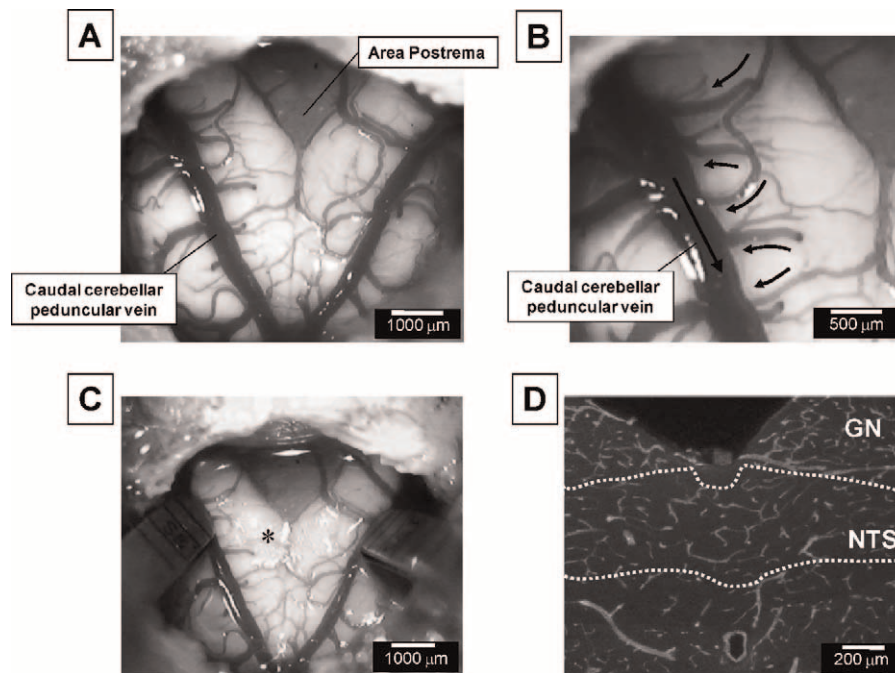 A
Area Postrema
Caudal cerebellar
peduncular vein
1000 µm
B
Caudal cerebellar
peduncular vein
500 µm
C
*
1000 µm
D
GN
NTS
200 µm